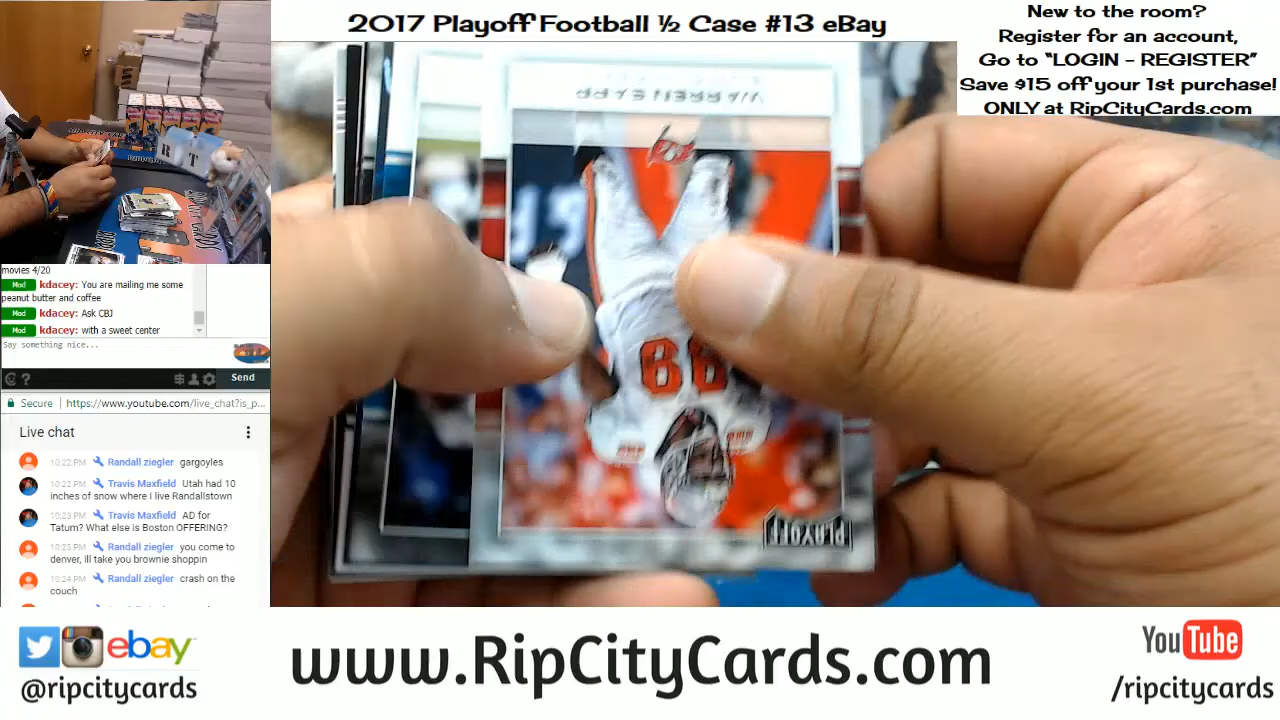 2017 Playoff Football ½ Case #13 eBay
New to the room?
Register for an account,
Go to “LOGIN - REGISTER”
Save $15 off your 1st purchase!
ONLY at RipCityCards.com
WARREN SAPP
99
PLAYOFF
R T
movies 4/20
Mod kdacey: You are mailing me some
peanut butter and coffee
Mod kdacey: Ask CBJ
Mod kdacey: with a sweet center
Say something nice...
Send
Secure https://www.youtube.com/live_chat?is_p...
Live chat
10:22 PM Randall ziegler gargoyles
10:22 PM Travis Maxfield Utah had 10
inches of snow where I live Randallstown
10:23 PM Travis Maxfield AD for
Tatum? What else is Boston OFFERING?
10:23 PM Randall ziegler you come to
denver, ill take you brownie shoppin
10:24 PM Randall ziegler crash on the
couch
ebay
@ripcitycards
www.RipCityCards.com
YouTube
/ripcitycards